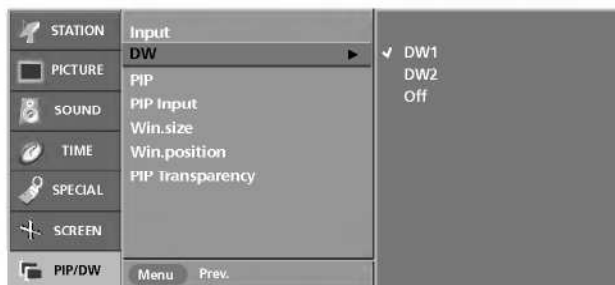 STATION
PICTURE
SOUND
TIME
SPECIAL
SCREEN
PIP/DW
Input
DW
PIP
PIP Input
Win.size
Win.position
PIP Transparency
Menu Prev.
DW1
DW2
Off